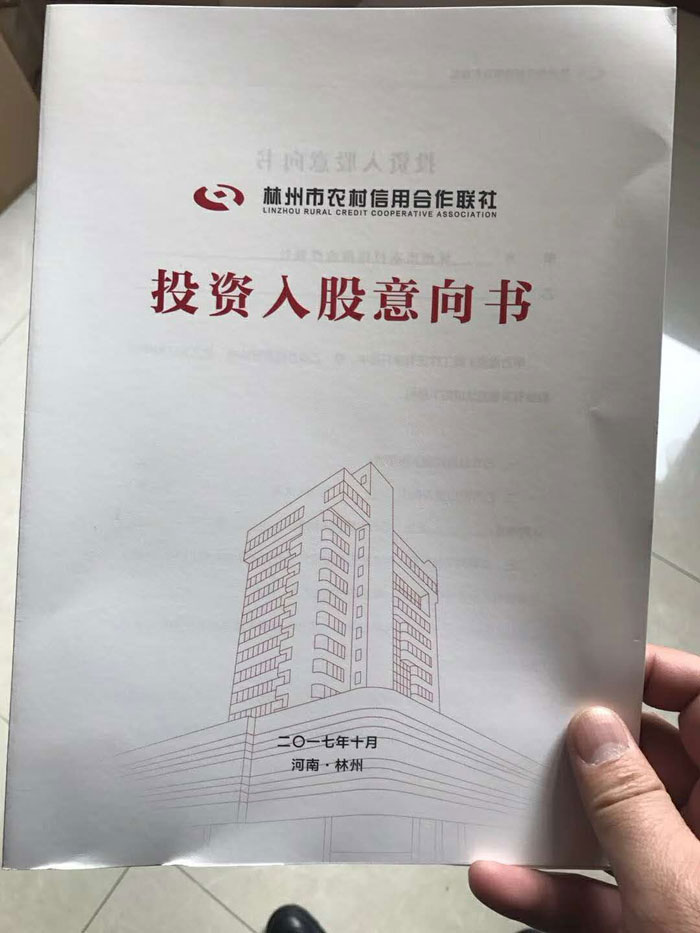 林州市农村信用合作联社
LINZHOU RURAL CREDIT COOPERATIVE ASSOCIATION
投资入股意向书
二〇一七年十月
河南·林州